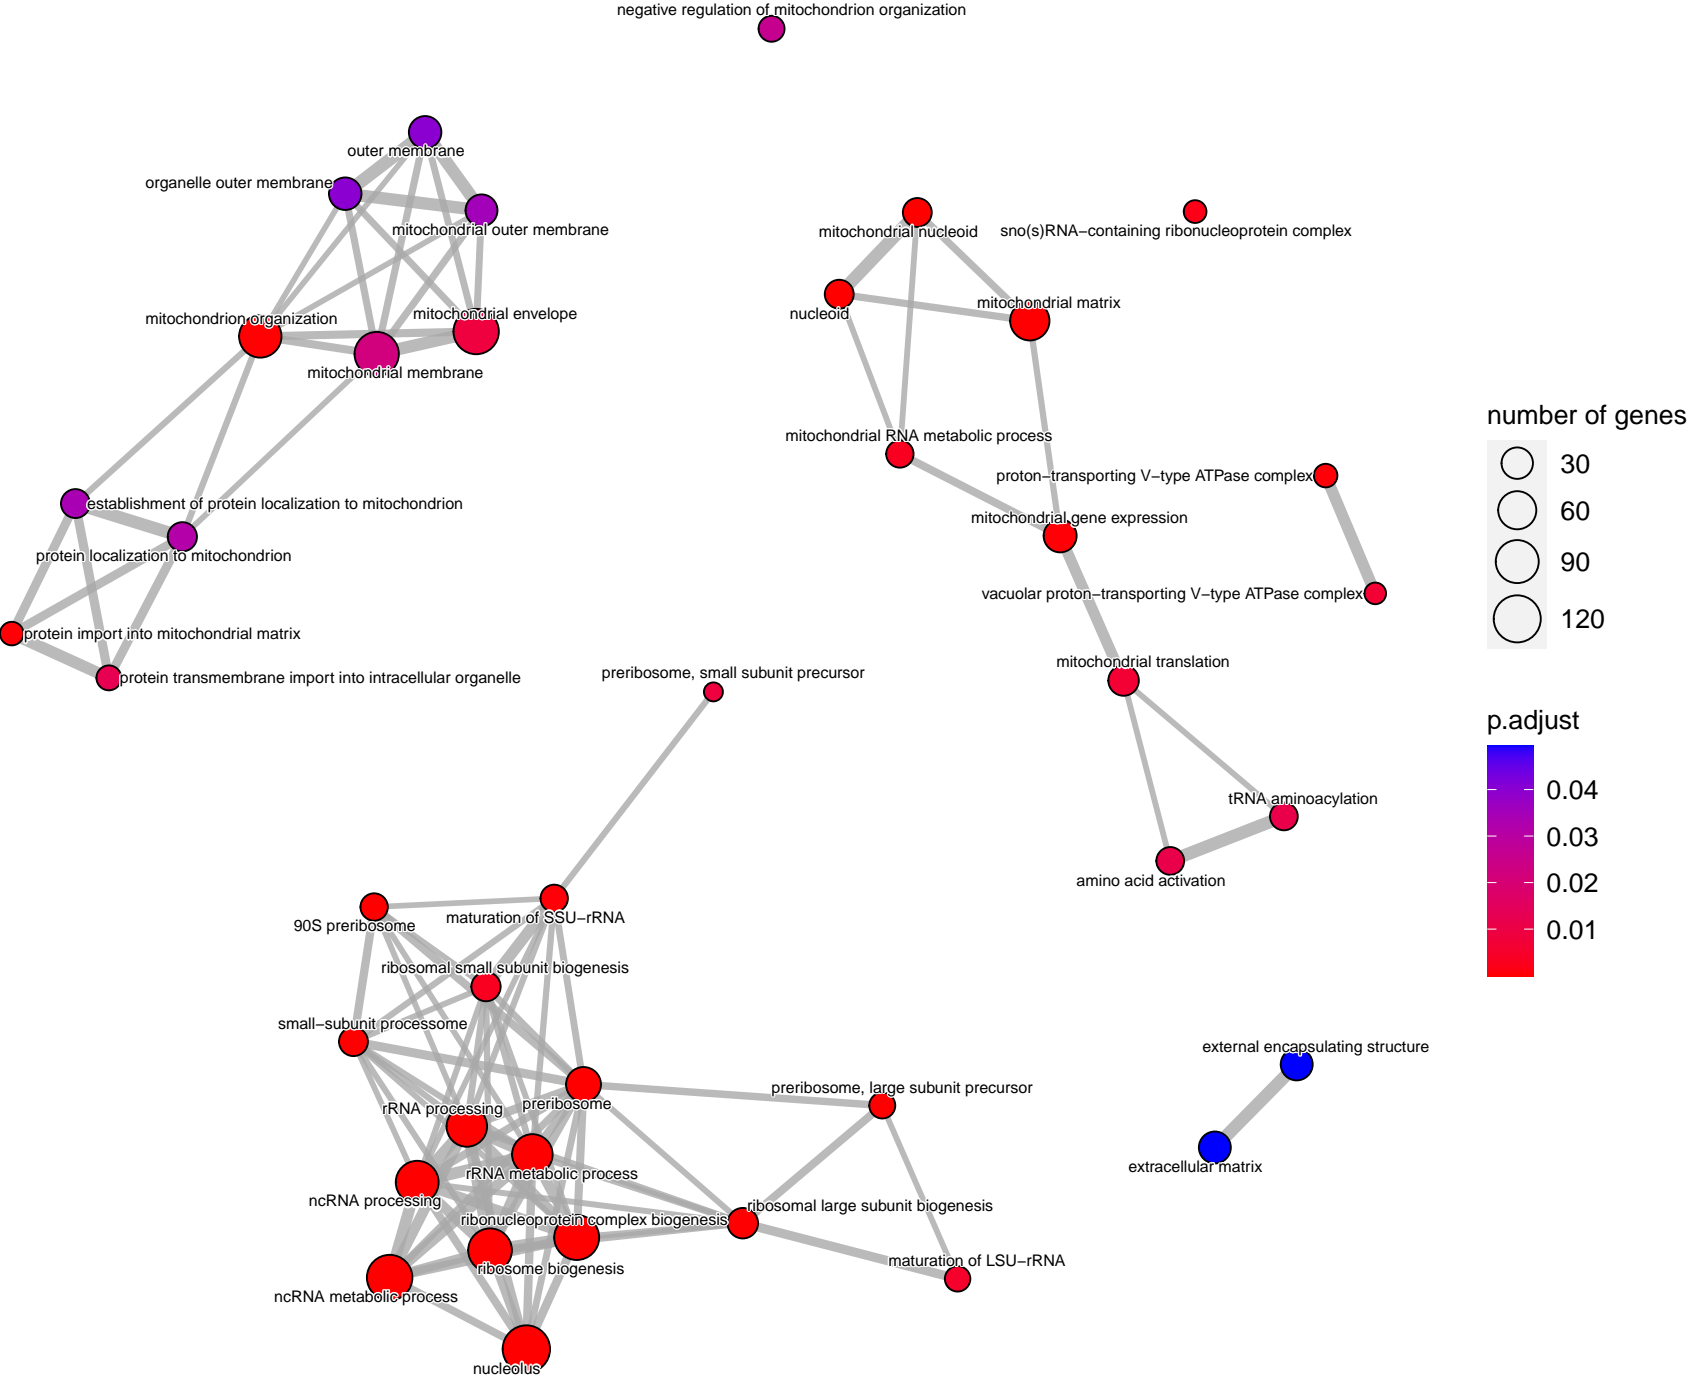 negative regulation of mitochondrion organization
outer membrane
organelle outer membrane
mitochondrial outer membrane
mitochondrial nucleoid
sno(s)RNA−containing ribonucleoprotein complex
mitochondrial matrix
nucleoid
mitochondrial envelope
mitochondrion organization
mitochondrial membrane
number of genes
30
60
90
120
mitochondrial RNA metabolic process
proton−transporting V−type ATPase complex
establishment of protein localization to mitochondrion
mitochondrial gene expression
protein localization to mitochondrion
vacuolar proton−transporting V−type ATPase complex
protein import into mitochondrial matrix
mitochondrial translation
preribosome, small subunit precursor
protein transmembrane import into intracellular organelle
p.adjust
0.04
0.03
0.02
0.01
tRNA aminoacylation
amino acid activation
maturation of SSU−rRNA
90S preribosome
ribosomal small subunit biogenesis
small−subunit processome
external encapsulating structure
preribosome, large subunit precursor
preribosome
rRNA processing
extracellular matrix
rRNA metabolic process
ncRNA processing
ribosomal large subunit biogenesis
ribonucleoprotein complex biogenesis
maturation of LSU−rRNA
ribosome biogenesis
ncRNA metabolic process
nucleolus